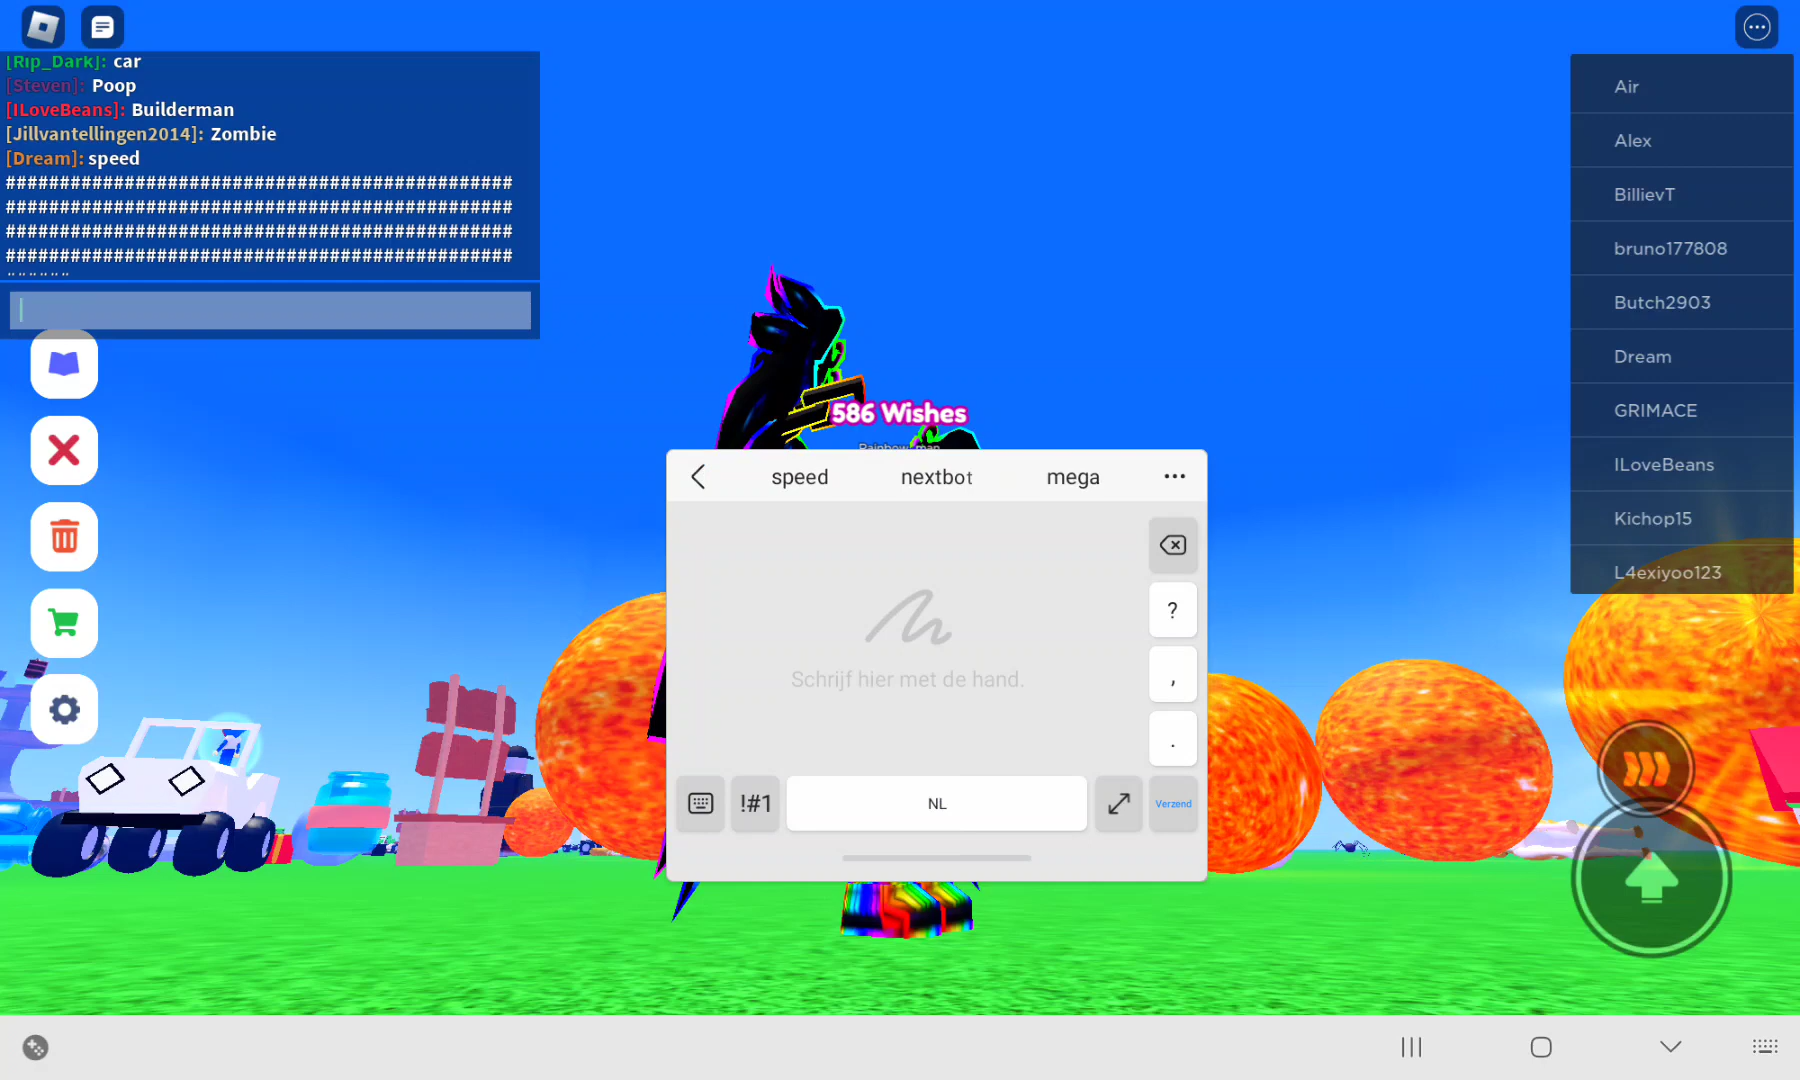 [Rip_Dark]: car
[Steven]: Poop
[ILoveBeans]: Builderman
[Jillvantellingen2014]: Zombie
[Dream]: speed
###############################################
###############################################
###############################################
###############################################
Air
Alex
BillievT
bruno177808
Butch2903
Dream
GRIMACE
ILoveBeans
Kichop15
L4exiyoo123
586 Wishes
speed nextbot mega
Schrijf hier met de hand.
?
,
.
!#1 NL Verzend